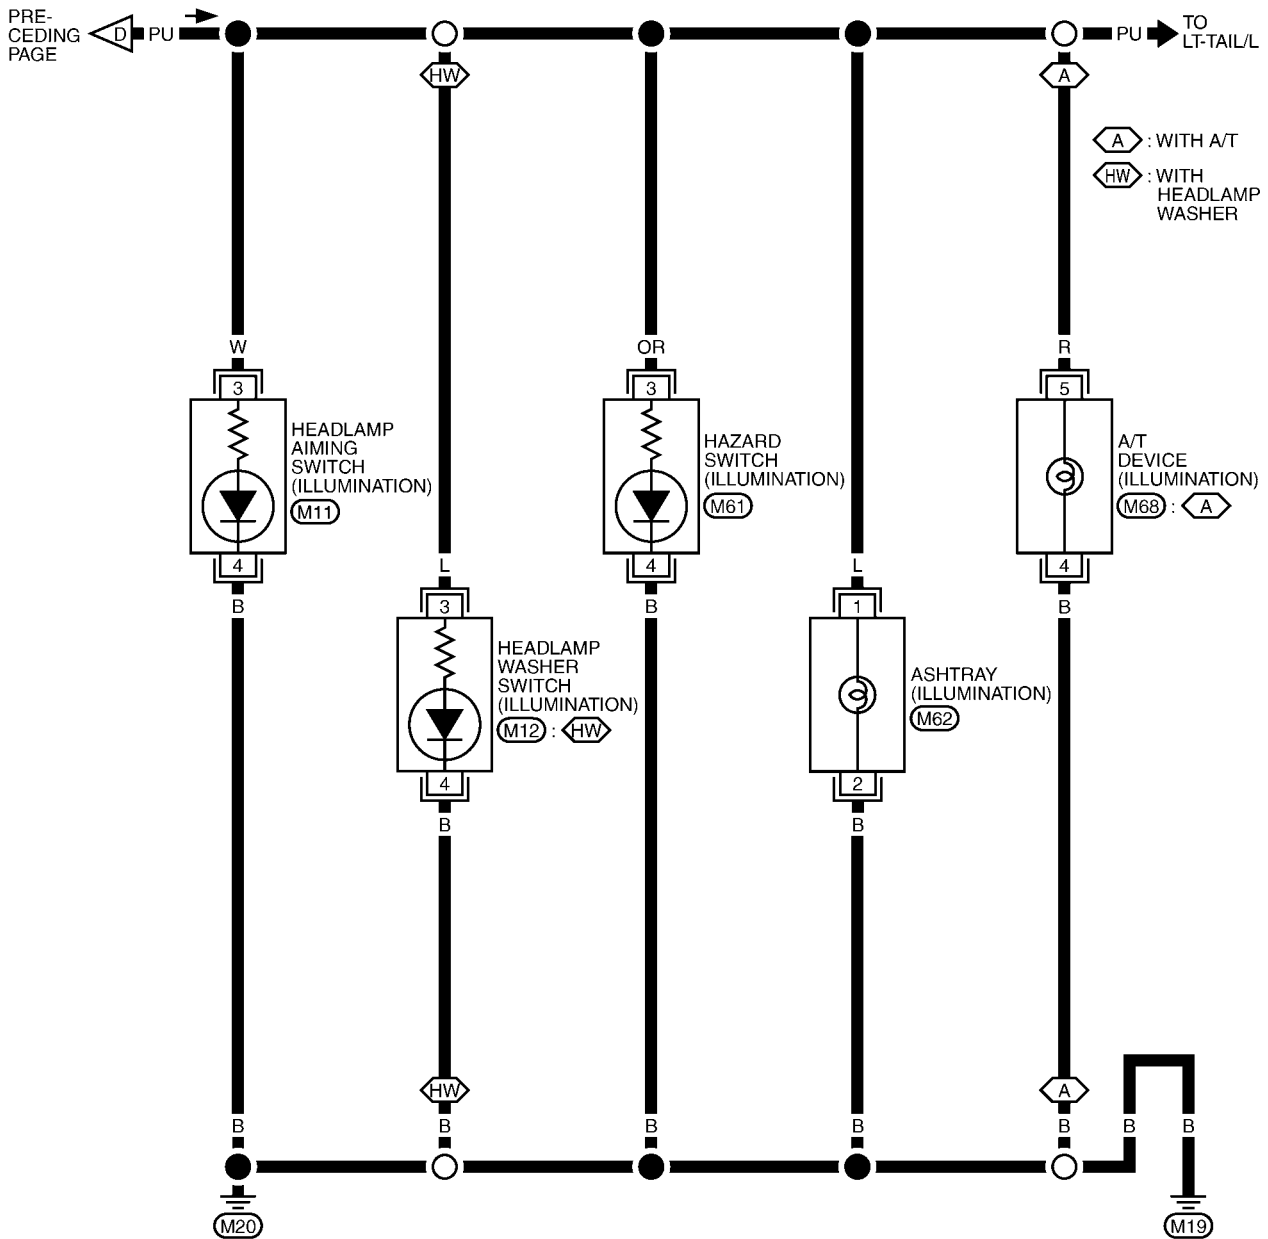 PRE-
CEDING
PAGE
D
PU
PU
TO
LT-TAIL/L
HW
A
A : WITH A/T
HW : WITH
HEADLAMP
WASHER
W
OR
R
3
3
5
HEADLAMP
AIMING
SWITCH
(ILLUMINATION)
M11
HAZARD
SWITCH
(ILLUMINATION)
M61
A/T
DEVICE
(ILLUMINATION)
M68 : A
4
L
4
L
4
B
3
B
1
B
HEADLAMP
WASHER
SWITCH
(ILLUMINATION)
M12 : HW
ASHTRAY
(ILLUMINATION)
M62
4
2
B
B
HW
A
B
B
B
B
B
B
B
M20
M19